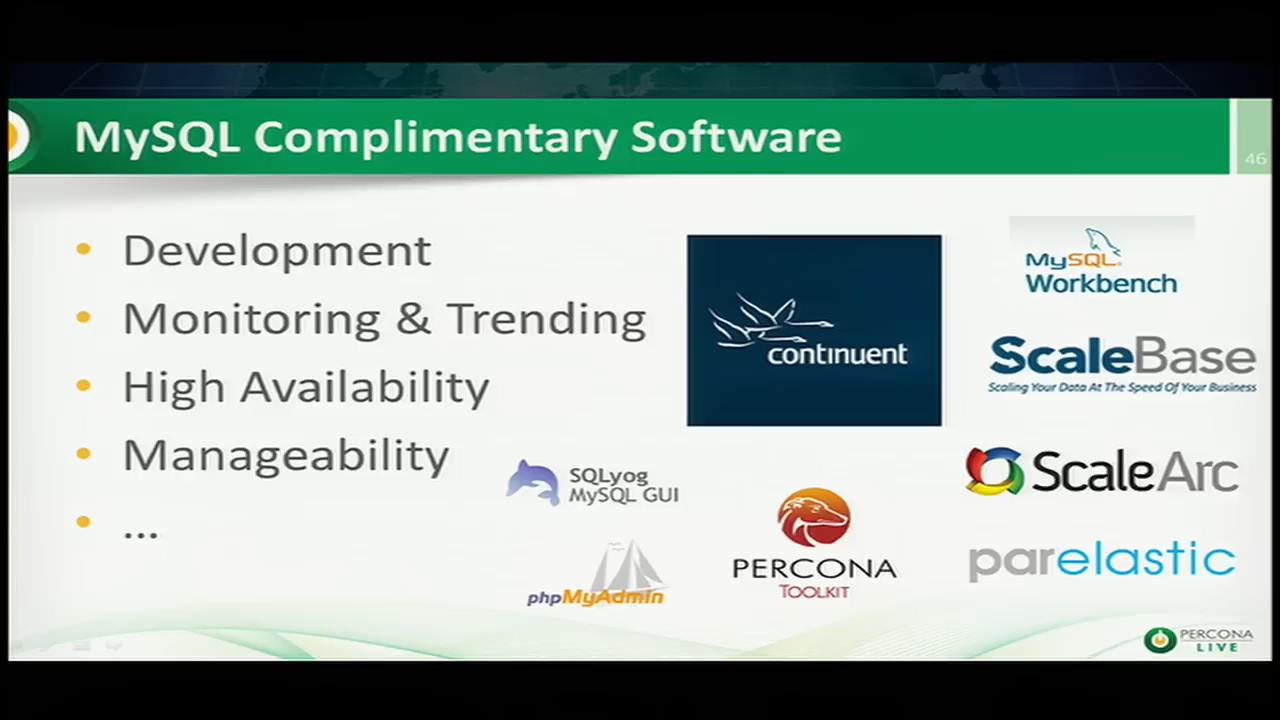 MySQL Complimentary Software
46
• Development
• Monitoring & Trending
• High Availability
• Manageability
• ...
continuent
MySQL
Workbench
ScaleBase
Scaling Your Data At The Speed Of Your Business
SQLyog
MySQL GUI
ScaleArc
PERCONA
TOOLKIT
parelastic
phpMyAdmin
PERCONA
LIVE